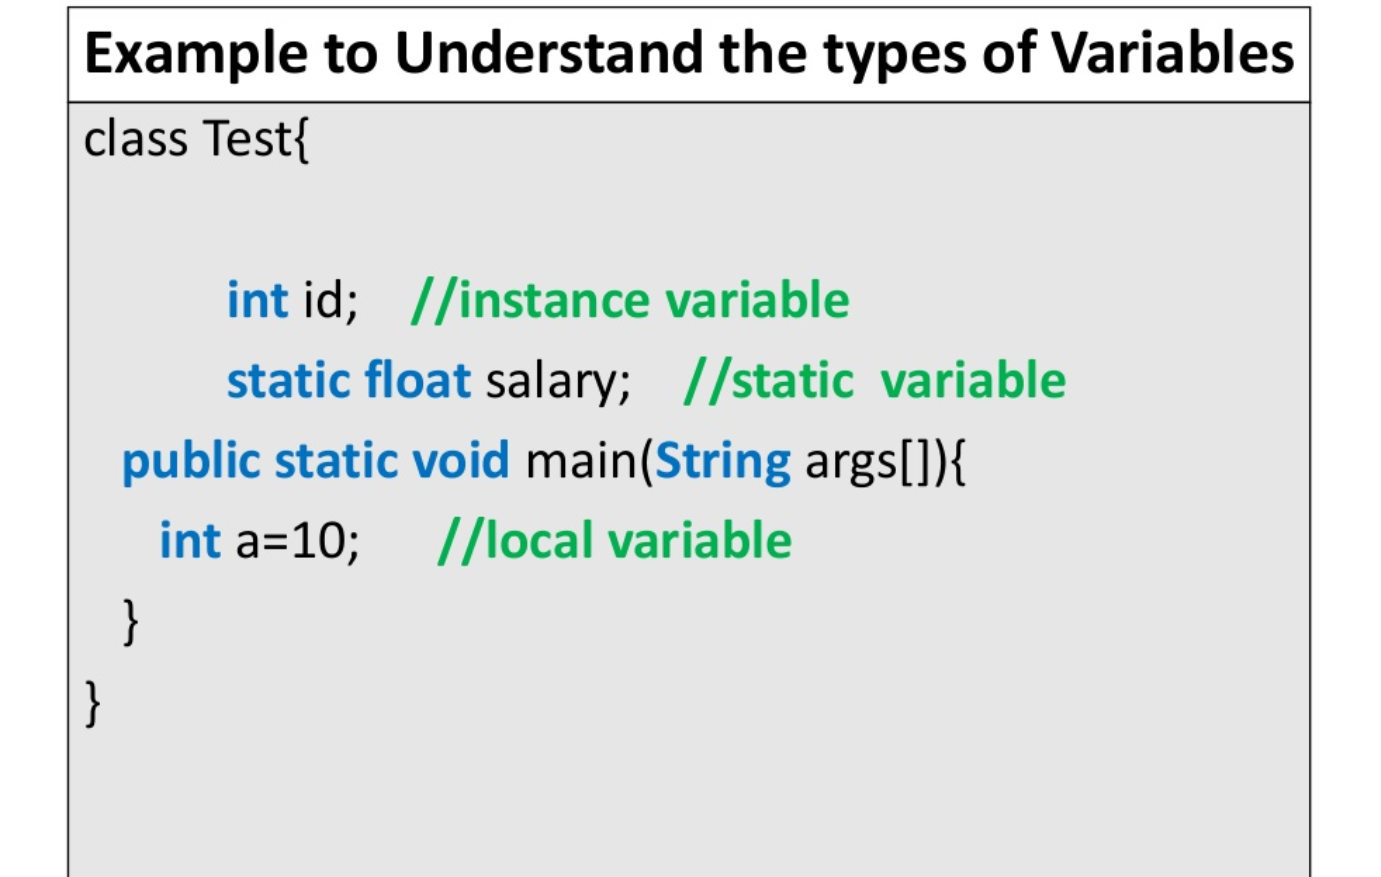 Example to Understand the types of Variables
class Test{
int id; //instance variable
static float salary; //static variable
public static void main(String args[]){
int a=10; //local variable
}
}